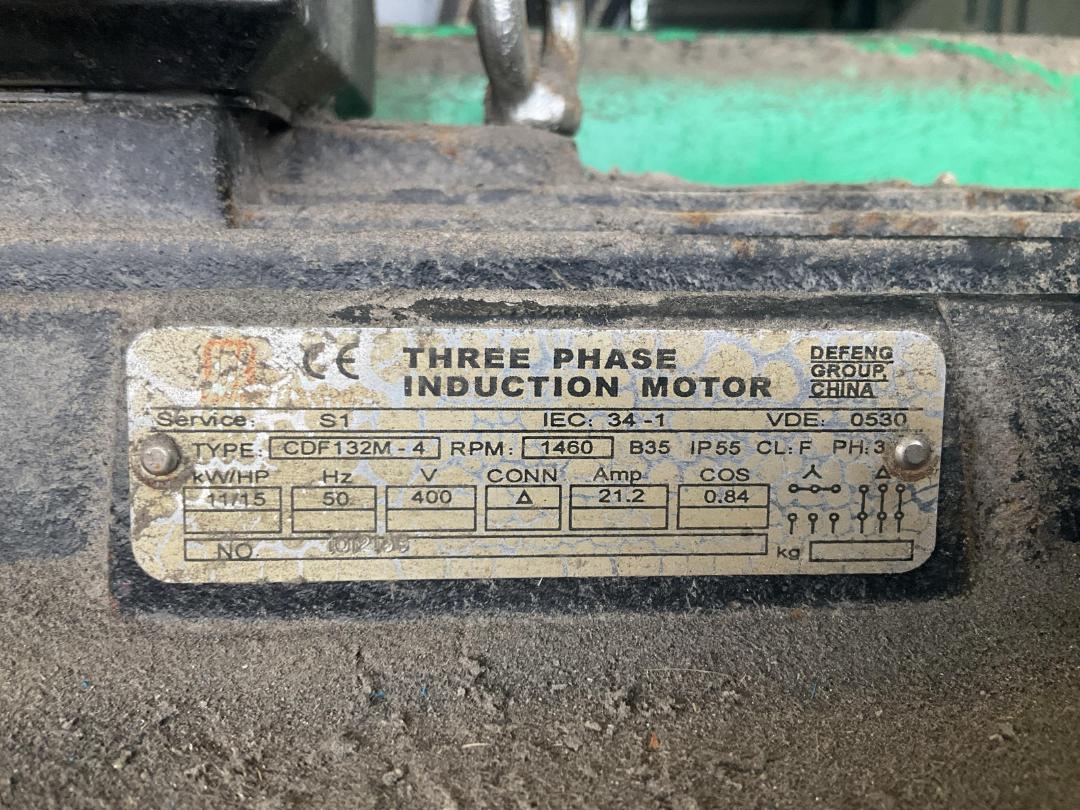 CE THREE PHASE
INDUCTION MOTOR
DEFENG
GROUP,
CHINA
Service: S1 IEC: 34-1 VDE: 0530
TYPE: CDF132M-4 RPM: 1460 B35 IP55 CL: F PH: 3
kW/HP Hz V CONN Amp COS
11/15 50 400 Δ 21.2 0.84
NO. kg